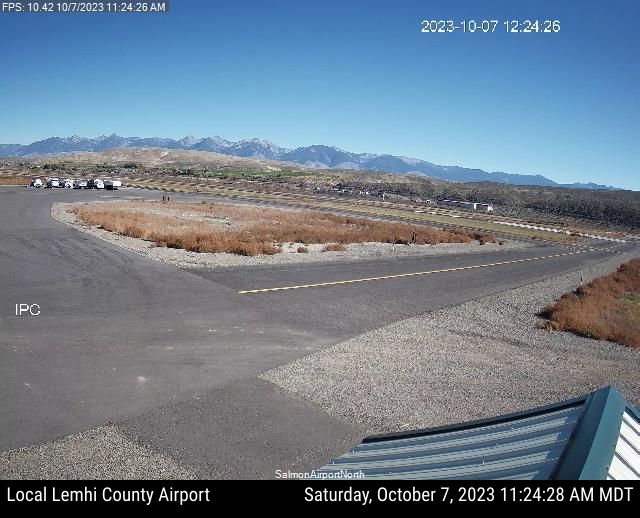 FPS: 10.42 10/7/2023 11:24:26 AM
2023-10-07 12:24:26
IPC
SalmonAirportNorth
Local Lemhi County Airport
Saturday, October 7, 2023 11:24:28 AM MDT